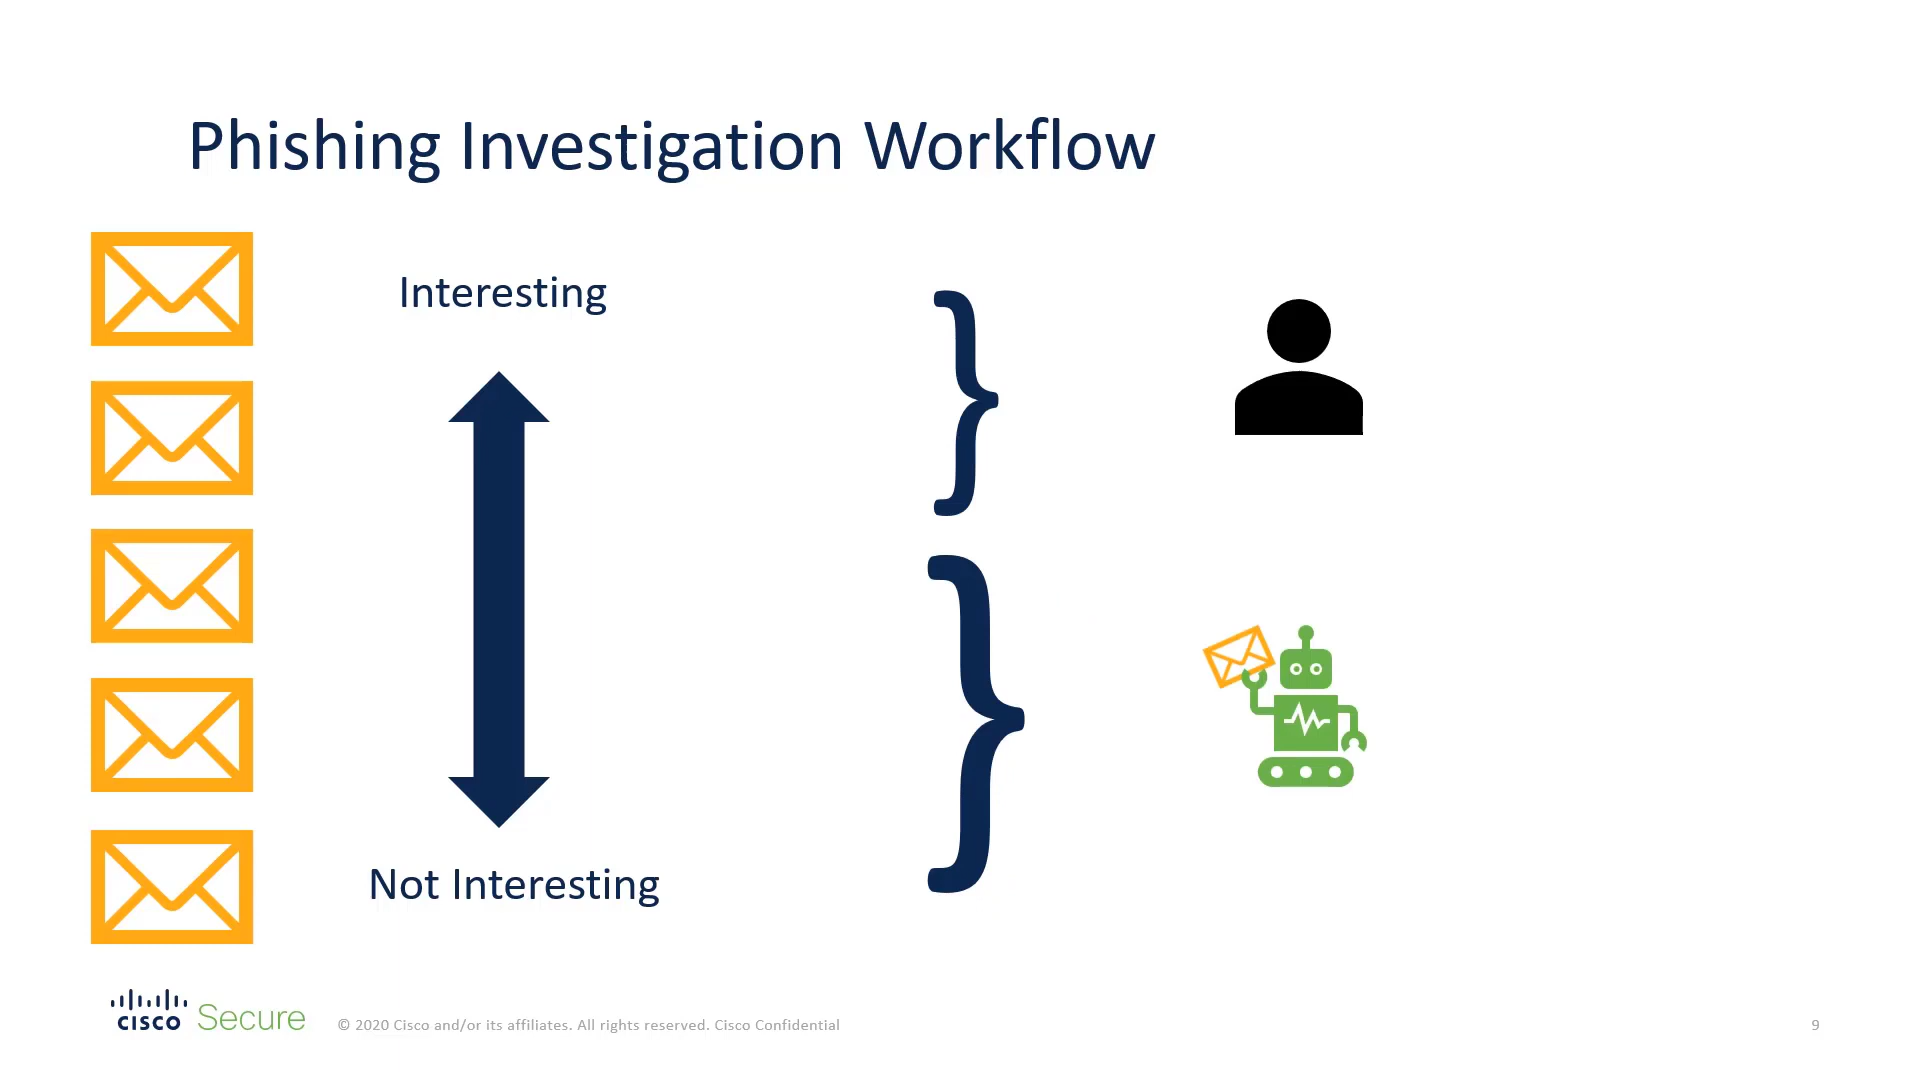 Phishing Investigation Workflow
Interesting
}
}
Not Interesting
cisco Secure
© 2020 Cisco and/or its affiliates. All rights reserved. Cisco Confidential
9